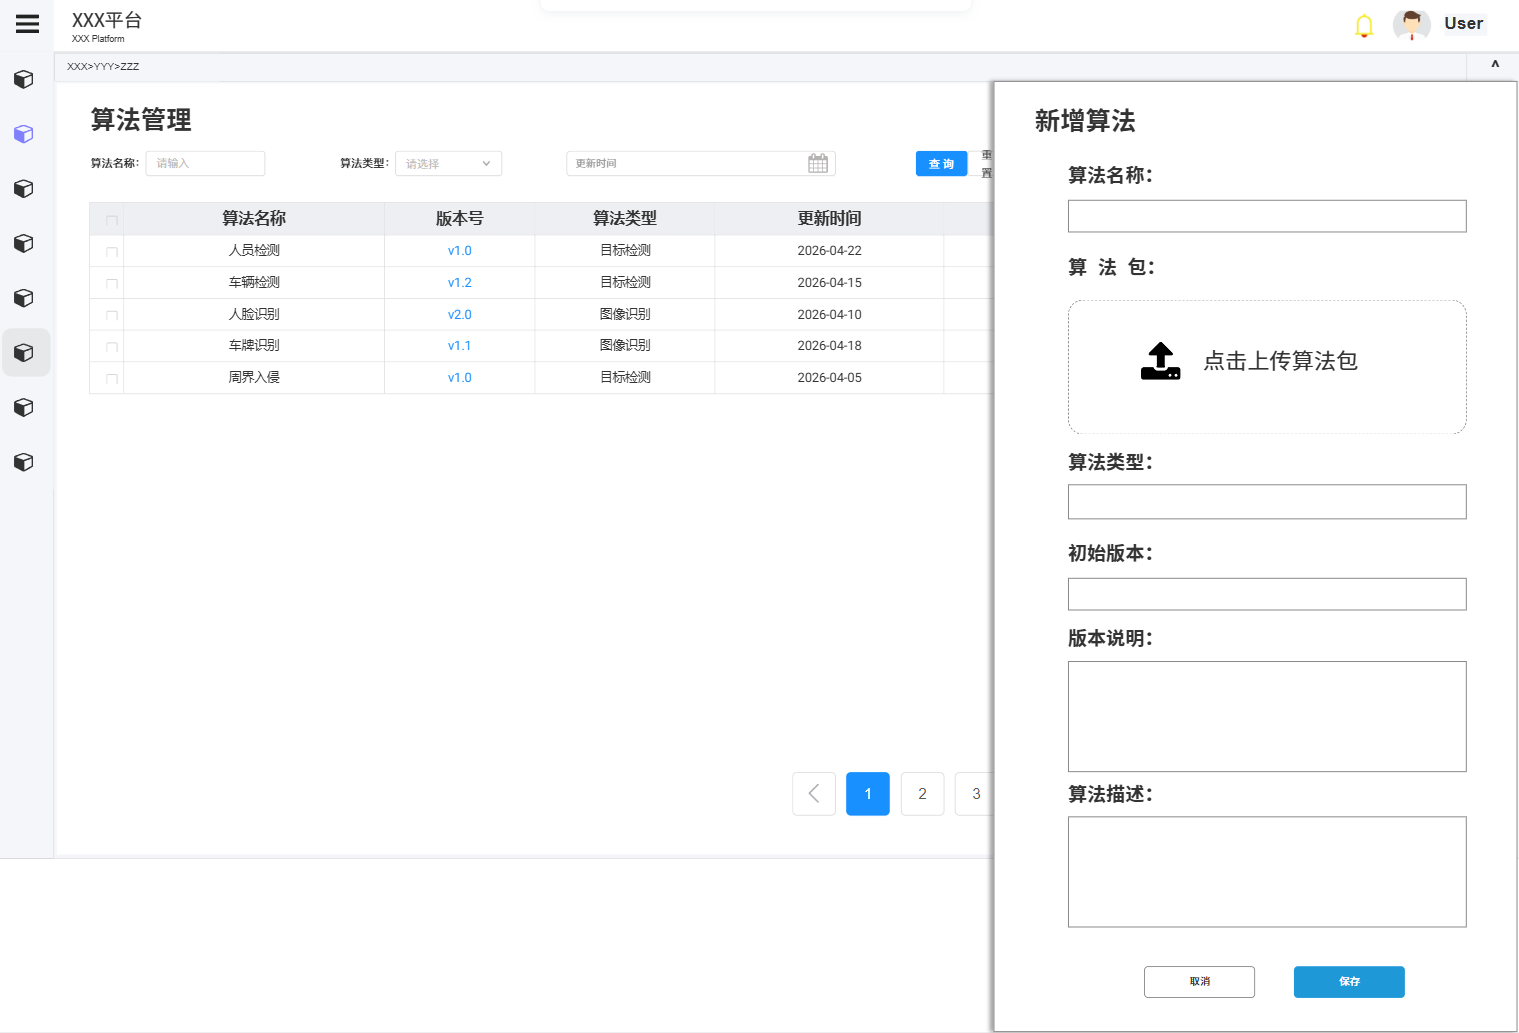 XXX平台
XXX Platform
User
XXX>YYY>ZZZ
算法管理
算法名称: 请输入 算法类型: 请选择 更新时间 查 询 重置
算法名称 版本号 算法类型 更新时间
人员检测 v1.0 目标检测 2026-04-22
车辆检测 v1.2 目标检测 2026-04-15
人脸识别 v2.0 图像识别 2026-04-10
车牌识别 v1.1 图像识别 2026-04-18
周界入侵 v1.0 目标检测 2026-04-05
1 2 3
新增算法
算法名称:
算 法 包:
点击上传算法包
算法类型:
初始版本:
版本说明:
算法描述:
取消 保存